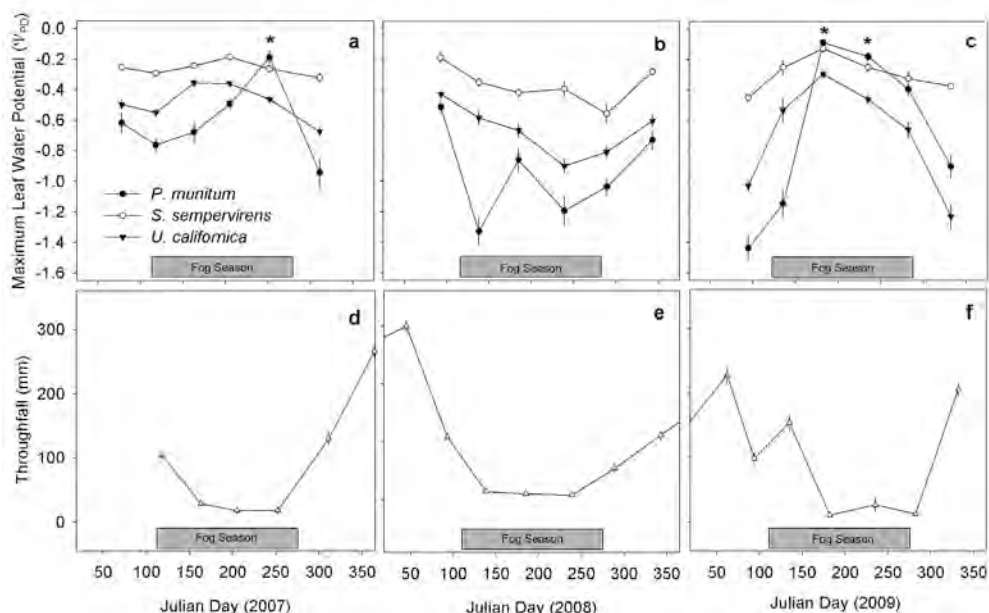 Maximum Leaf Water Potential (Ψ PD)
0.0
-0.2
-0.4
-0.6
-0.8
-1.0
-1.2
-1.4
-1.6
*
a
b
* *
c
P. munitum
S. sempervirens
U. californica
Fog Season
Fog Season
Fog Season
Throughfall (mm)
300
200
100
0
d
e
f
Fog Season
Fog Season
Fog Season
50 100 150 200 250 300 350
50 100 150 200 250 300 350
50 100 150 200 250 300 350
Julian Day (2007)
Julian Day (2008)
Julian Day (2009)